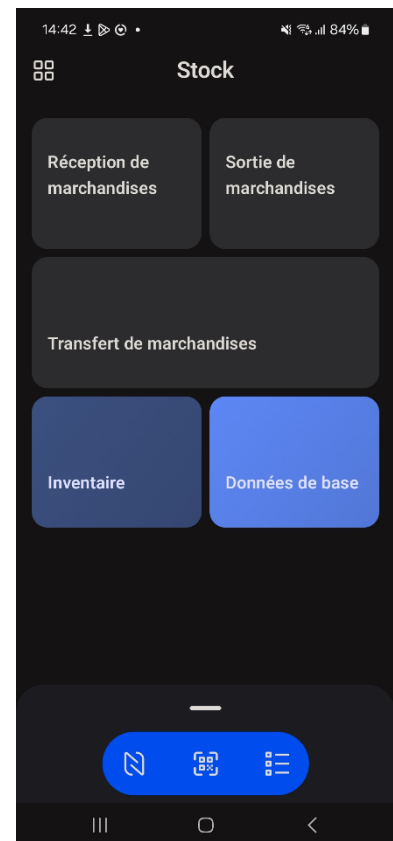 14:42 84%
Stock
Réception de
marchandises
Sortie de
marchandises
Transfert de marchandises
Inventaire
Données de base